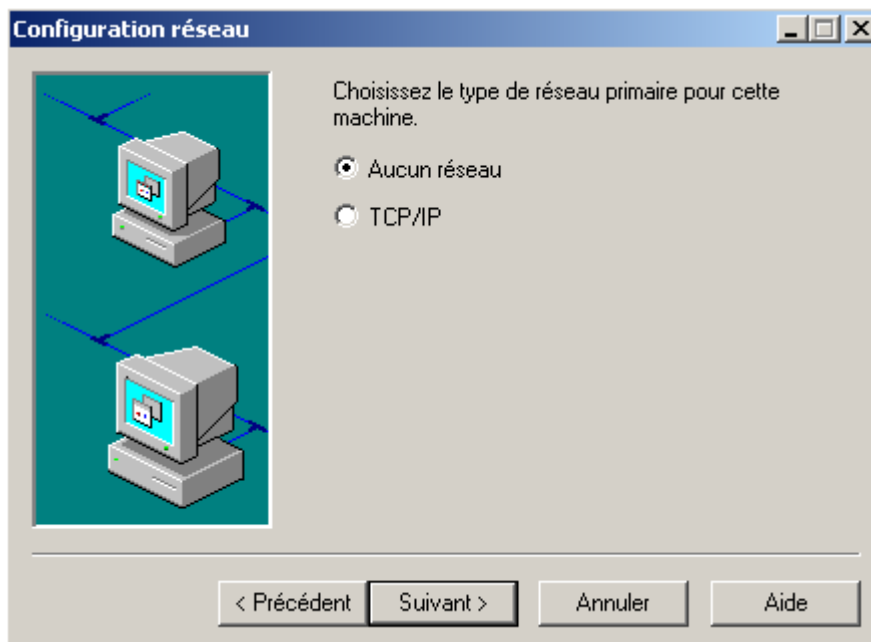 Configuration réseau
Choisissez le type de réseau primaire pour cette
machine.
Aucun réseau
TCP/IP
< Précédent
Suivant >
Annuler
Aide